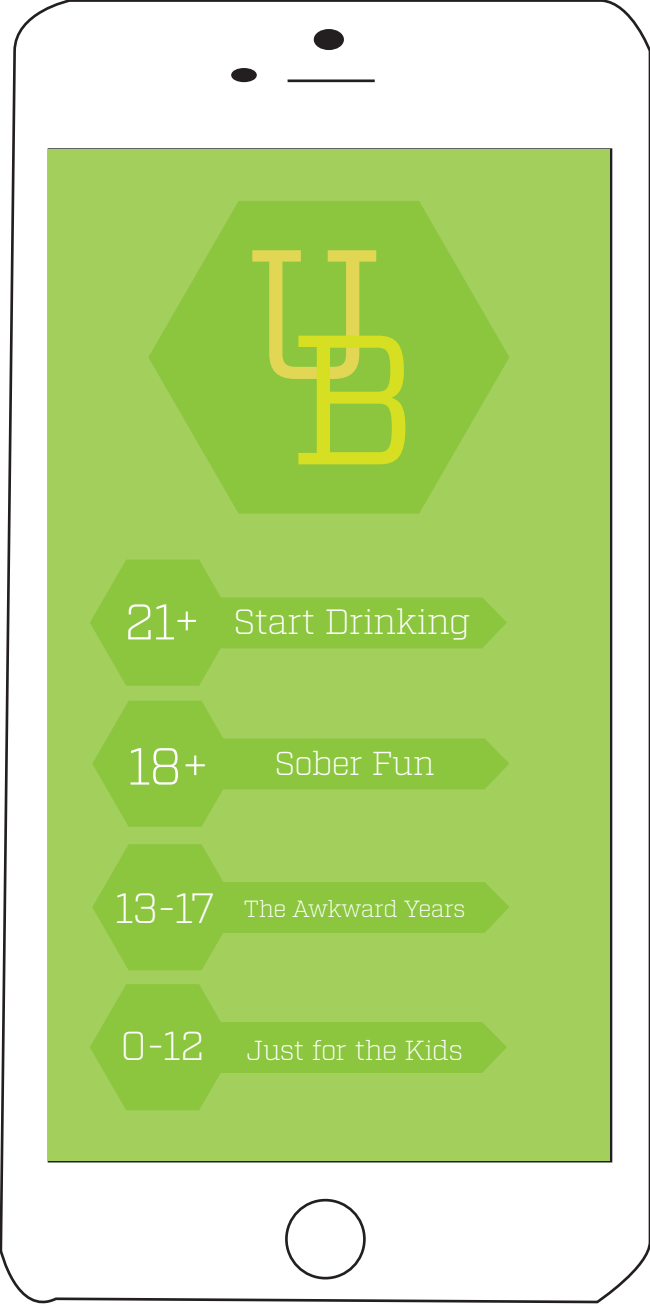 UB
21+ Start Drinking
18+ Sober Fun
13-17 The Awkward Years
0-12 Just for the Kids